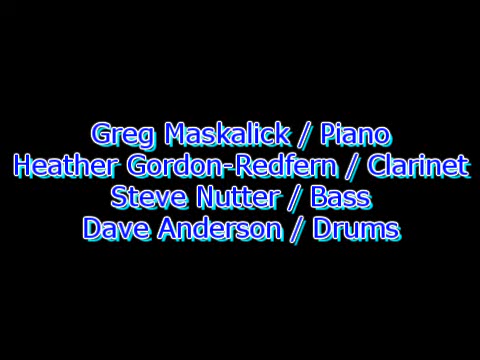 Greg Maskalick / Piano
Heather Gordon-Redfern / Clarinet
Steve Nutter / Bass
Dave Anderson / Drums